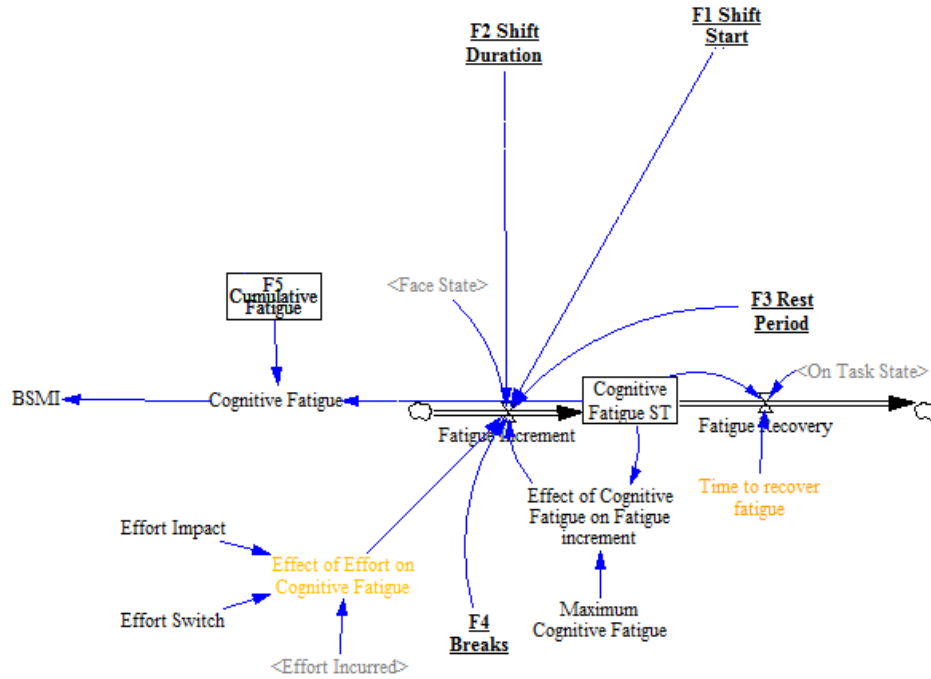 F1 Shift
Start
F2 Shift
Duration
F5
Cumulative
Fatigue
<Face State>
F3 Rest
Period
BSMI
Cognitive Fatigue
Cognitive
Fatigue ST
<On Task State>
Fatigue Increment
Fatigue Recovery
Effect of Cognitive
Fatigue on Fatigue
increment
Time to recover
fatigue
Effort Impact
Effect of Effort on
Cognitive Fatigue
Effort Switch
<Effort Incurred>
F4
Breaks
Maximum
Cognitive Fatigue